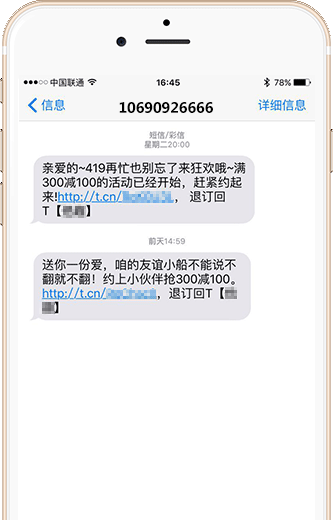 中国联通
16:45
78%
信息
10690926666
详细信息
短信/彩信
星期二20:00
亲爱的~419再忙也别忘了来狂欢哦~满
300减100的活动已经开始，赶紧约起
来!http://t.cn/ ，退订回
T【 】
前天14:59
送你一份爱，咱的友谊小船不能说不
翻就不翻！约上小伙伴抢300减100。
http://t.cn/ ，退订回T【
】